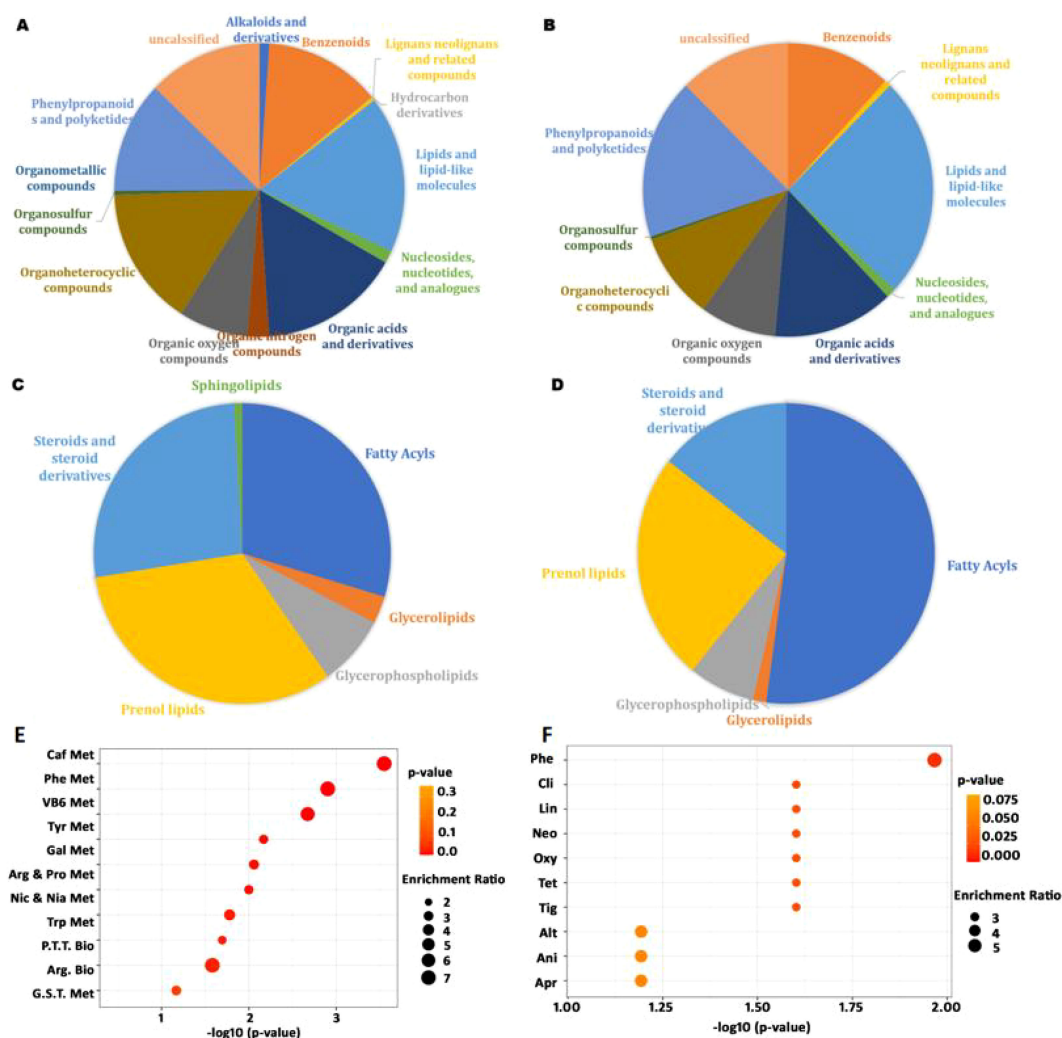 A
uncalssified
Alkaloids and
derivatives
Benzenoids
Lignans neolignans
and related
compounds
Hydrocarbon
derivatives
Lipids and
lipid-like
molecules
Nucleosides,
nucleotides,
and analogues
Organic acids
and derivatives
Organic nitrogen
compounds
Organic oxygen
compounds
Organoheterocyclic
compounds
Organosulfur
compounds
Organometallic
compounds
Phenylpropanoid
s and polyketides
B
uncalssified
Benzenoids
Lignans
neolignans and
related
compounds
Lipids and
lipid-like
molecules
Nucleosides,
nucleotides,
and analogues
Organic acids
and derivatives
Organic oxygen
compounds
Organoheterocycli
c compounds
Organosulfur
compounds
Phenylpropanoids
and polyketides
C
Sphingolipids
Steroids and
steroid
derivatives
Fatty Acyls
Glycerolipids
Glycerophospholipids
Prenol lipids
D
Steroids and
steroid
derivatives
Fatty Acyls
Prenol lipids
Glycerophospholipids
Glycerolipids
E
Caf Met
Phe Met
VB6 Met
Tyr Met
Gal Met
Arg & Pro Met
Nic & Nia Met
Trp Met
P.T.T. Bio
Arg. Bio
G.S.T. Met
1 2 3
-log10 (p-value)
p-value
0.3
0.2
0.1
0.0
Enrichment Ratio
2
3
4
5
6
7
F
Phe
Cli
Lin
Neo
Oxy
Tet
Tig
Alt
Ani
Apr
1.00 1.25 1.50 1.75 2.00
-log10 (p-value)
p-value
0.075
0.050
0.025
0.000
Enrichment Ratio
3
4
5